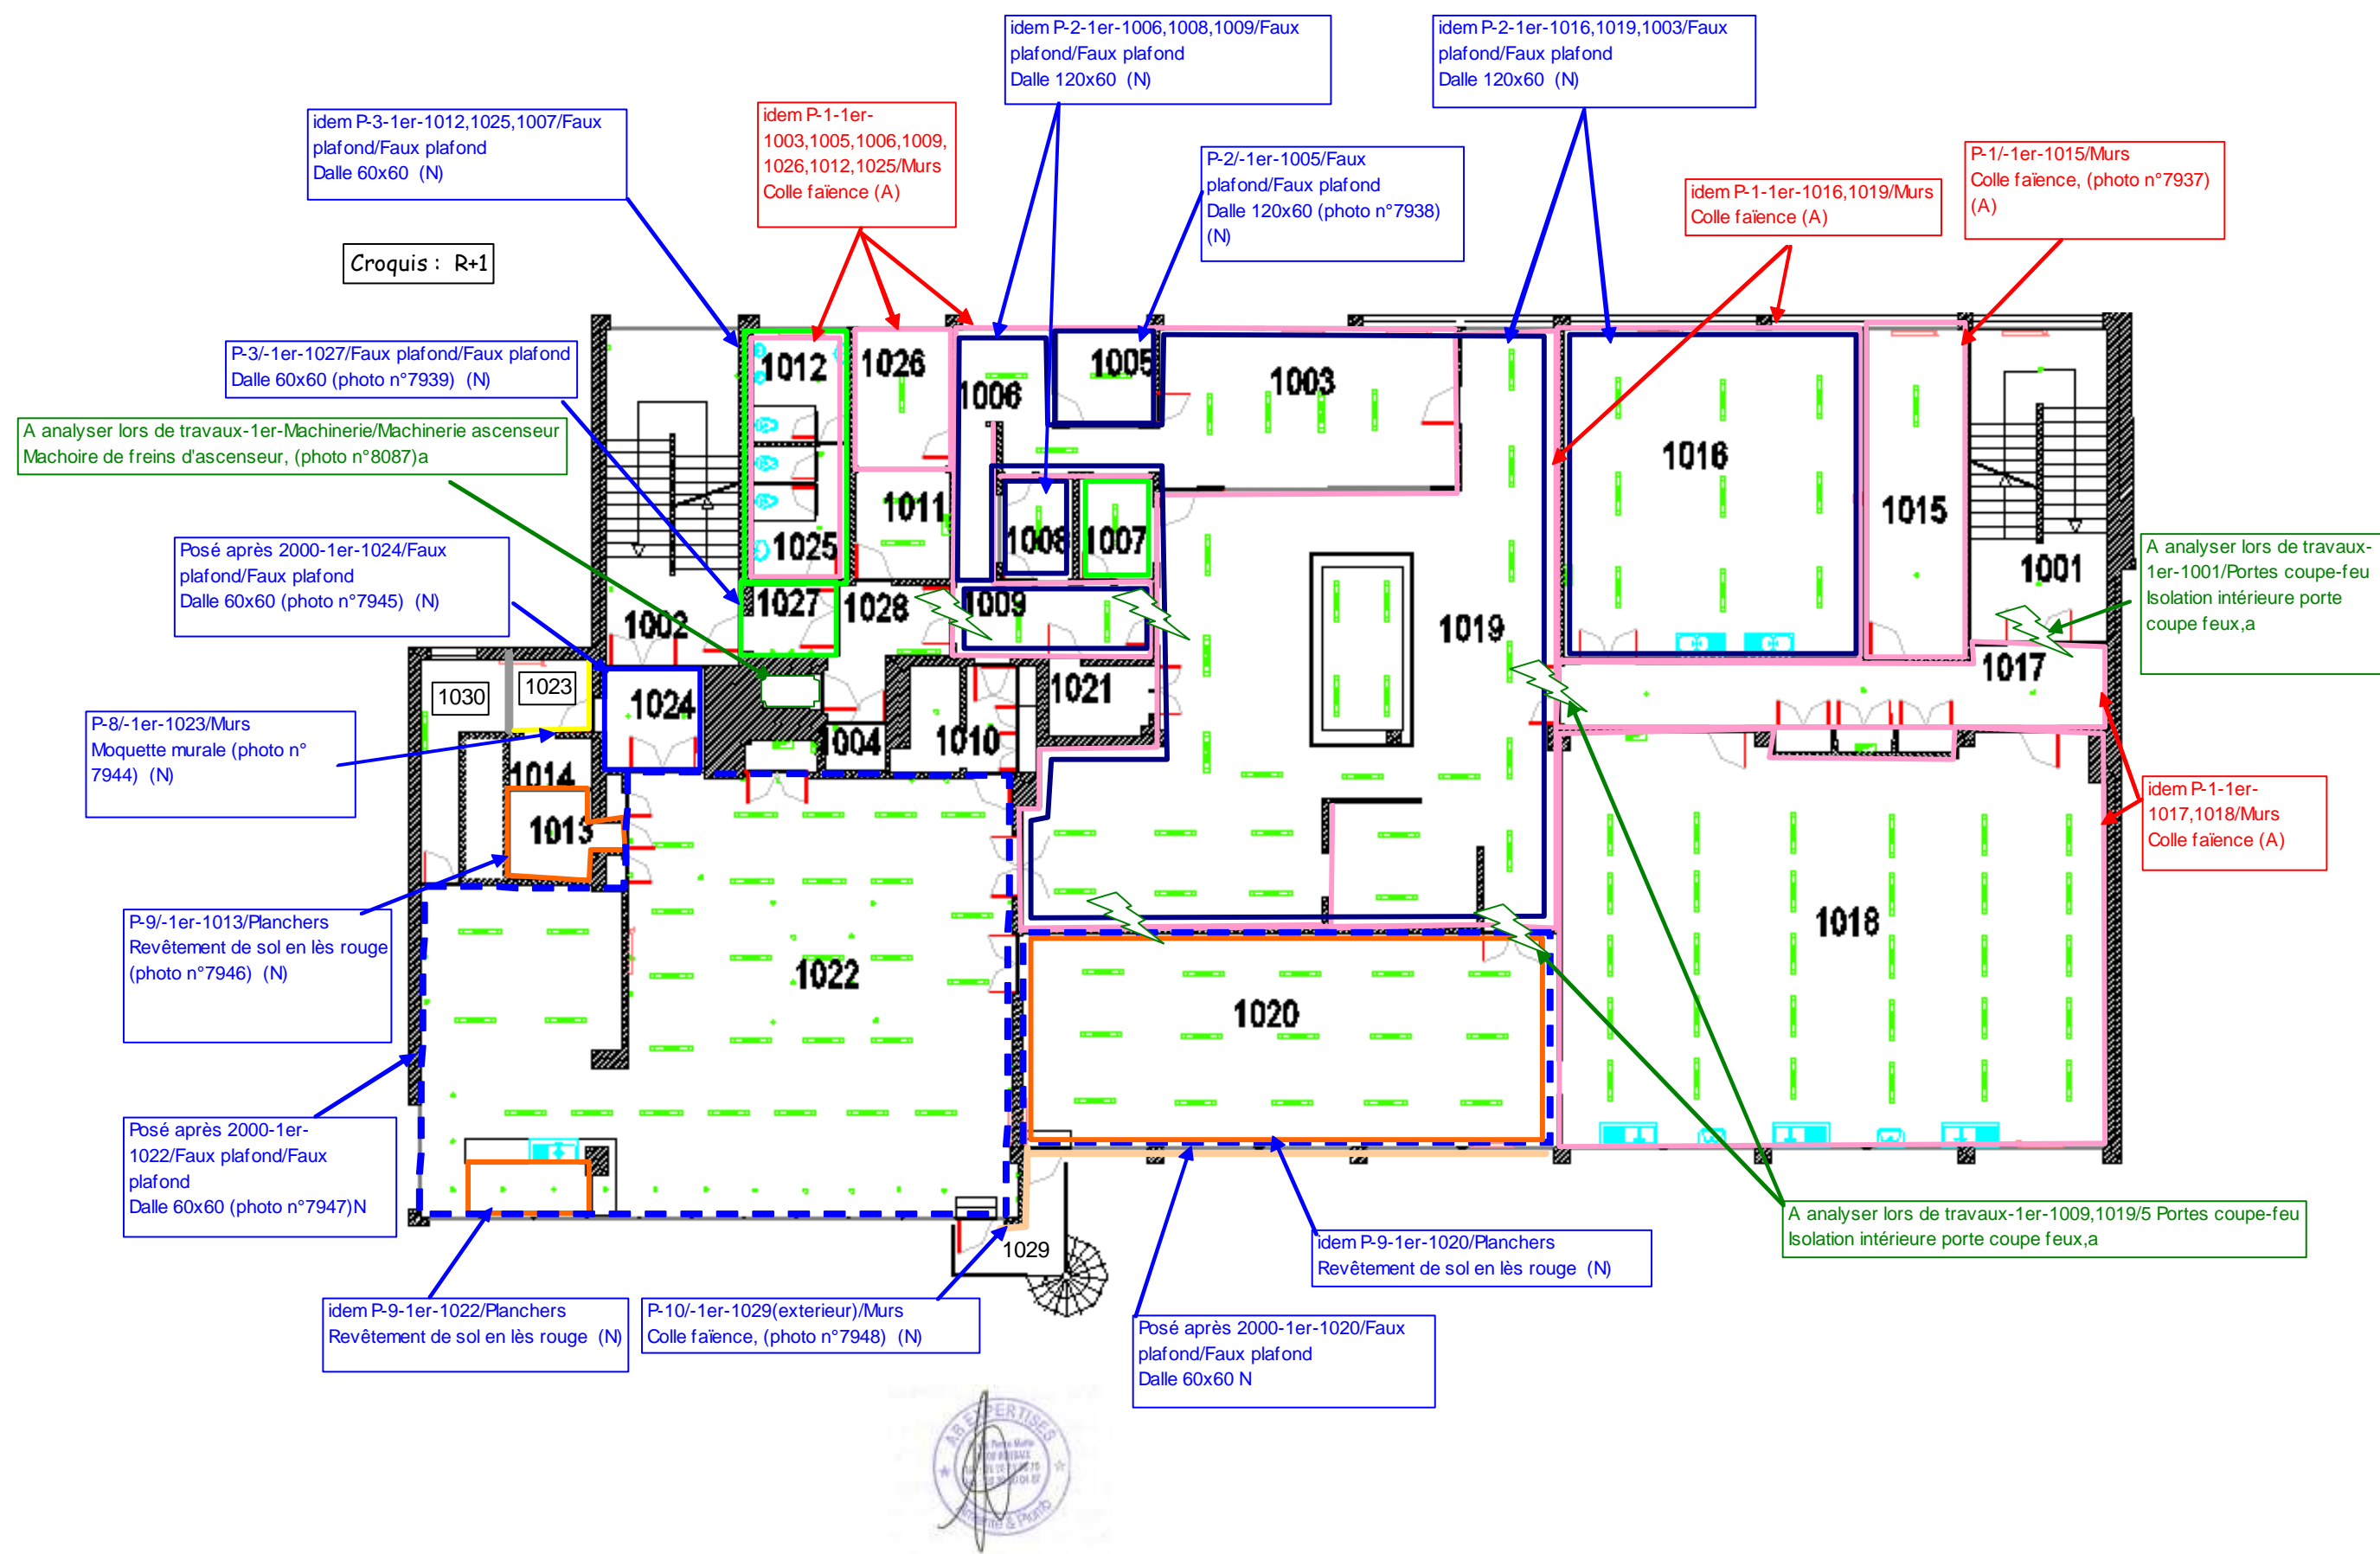 idem P-2-1er-1006,1008,1009/Faux
plafond/Faux plafond
Dalle 120x60 (N)
idem P-2-1er-1016,1019,1003/Faux
plafond/Faux plafond
Dalle 120x60 (N)
idem P-3-1er-1012,1025,1007/Faux
plafond/Faux plafond
Dalle 60x60 (N)
idem P-1-1er-
1003,1005,1006,1009,
1026,1012,1025/Murs
Colle faïence (A)
P-2/-1er-1005/Faux
plafond/Faux plafond
Dalle 120x60 (photo n°7938)
(N)
idem P-1-1er-1016,1019/Murs
Colle faïence (A)
P-1/-1er-1015/Murs
Colle faïence, (photo n°7937)
(A)
Croquis : R+1
P-3/-1er-1027/Faux plafond/Faux plafond
Dalle 60x60 (photo n°7939) (N)
A analyser lors de travaux-1er-Machinerie/Machinerie ascenseur
Machoire de freins d'ascenseur, (photo n°8087)a
Posé après 2000-1er-1024/Faux
plafond/Faux plafond
Dalle 60x60 (photo n°7945) (N)
A analyser lors de travaux-
1er-1001/Portes coupe-feu
Isolation intérieure porte
coupe feux,a
1012
1026
1006
1005
1003
1016
1015
1011
1025
1008
1007
1001
1027
1028
1009
1002
1019
1017
1030
1023
1024
1021
1004
1010
1014
1013
1022
1020
1018
1029
P-8/-1er-1023/Murs
Moquette murale (photo n°
7944) (N)
idem P-1-1er-
1017,1018/Murs
Colle faïence (A)
P-9/-1er-1013/Planchers
Revêtement de sol en lès rouge
(photo n°7946) (N)
Posé après 2000-1er-
1022/Faux plafond/Faux
plafond
Dalle 60x60 (photo n°7947)N
A analyser lors de travaux-1er-1009,1019/5 Portes coupe-feu
Isolation intérieure porte coupe feux,a
idem P-9-1er-1020/Planchers
Revêtement de sol en lès rouge (N)
idem P-9-1er-1022/Planchers
Revêtement de sol en lès rouge (N)
P-10/-1er-1029(exterieur)/Murs
Colle faïence, (photo n°7948) (N)
Posé après 2000-1er-1020/Faux
plafond/Faux plafond
Dalle 60x60 N
AB EXPERTISES
& Plomb